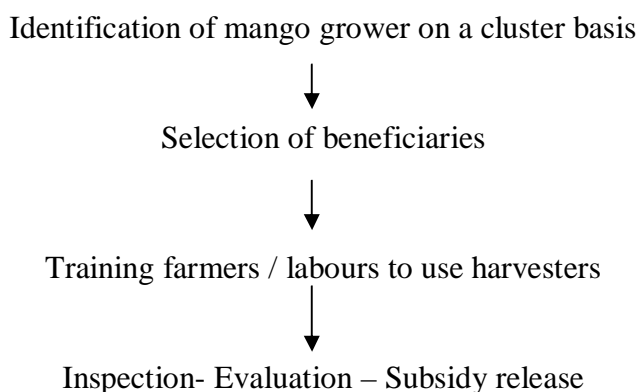 Identification of mango grower on a cluster basis
Selection of beneficiaries
Training farmers / labours to use harvesters
Inspection- Evaluation – Subsidy release